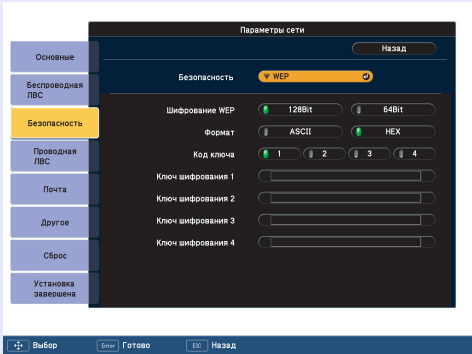 Параметры сети
Назад
Основные
Беспроводная
ЛВС
Безопасность
Проводная
ЛВС
Почта
Другое
Сброс
Установка
завершена
Безопасность WEP
Шифрование WEP 128Bit 64Bit
Формат ASCII HEX
Код ключа 1 2 3 4
Ключ шифрования 1
Ключ шифрования 2
Ключ шифрования 3
Ключ шифрования 4
Выбор Enter Готово ESC Назад